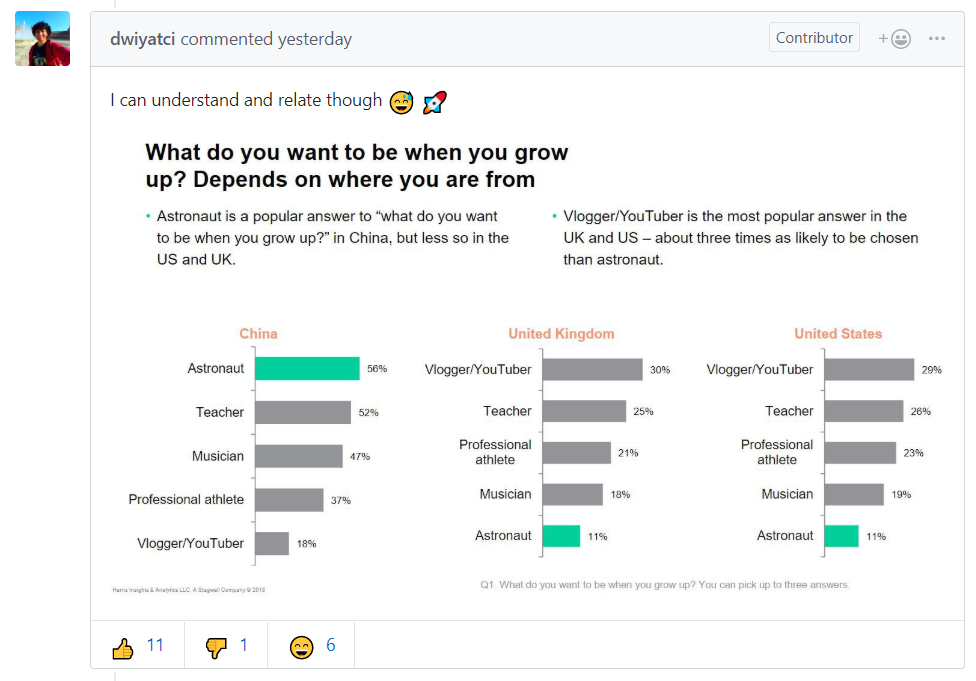 dwiyatci commented yesterday
Contributor
I can understand and relate though 😅 🚀
What do you want to be when you grow
up? Depends on where you are from
• Astronaut is a popular answer to “what do you want
to be when you grow up?” in China, but less so in the
US and UK.
• Vlogger/YouTuber is the most popular answer in the
UK and US – about three times as likely to be chosen
than astronaut.
China
Astronaut 56%
Teacher 52%
Musician 47%
Professional athlete 37%
Vlogger/YouTuber 18%
United Kingdom
Vlogger/YouTuber 30%
Teacher 25%
Professional
athlete 21%
Musician 18%
Astronaut 11%
United States
Vlogger/YouTuber 29%
Teacher 26%
Professional
athlete 23%
Musician 19%
Astronaut 11%
Harris Insights & Analytics LLC, A Stagwell Company ©
Q1. What do you want to be when you grow up? You can pick up to three answers.
👍 11
👎 1
😄 6